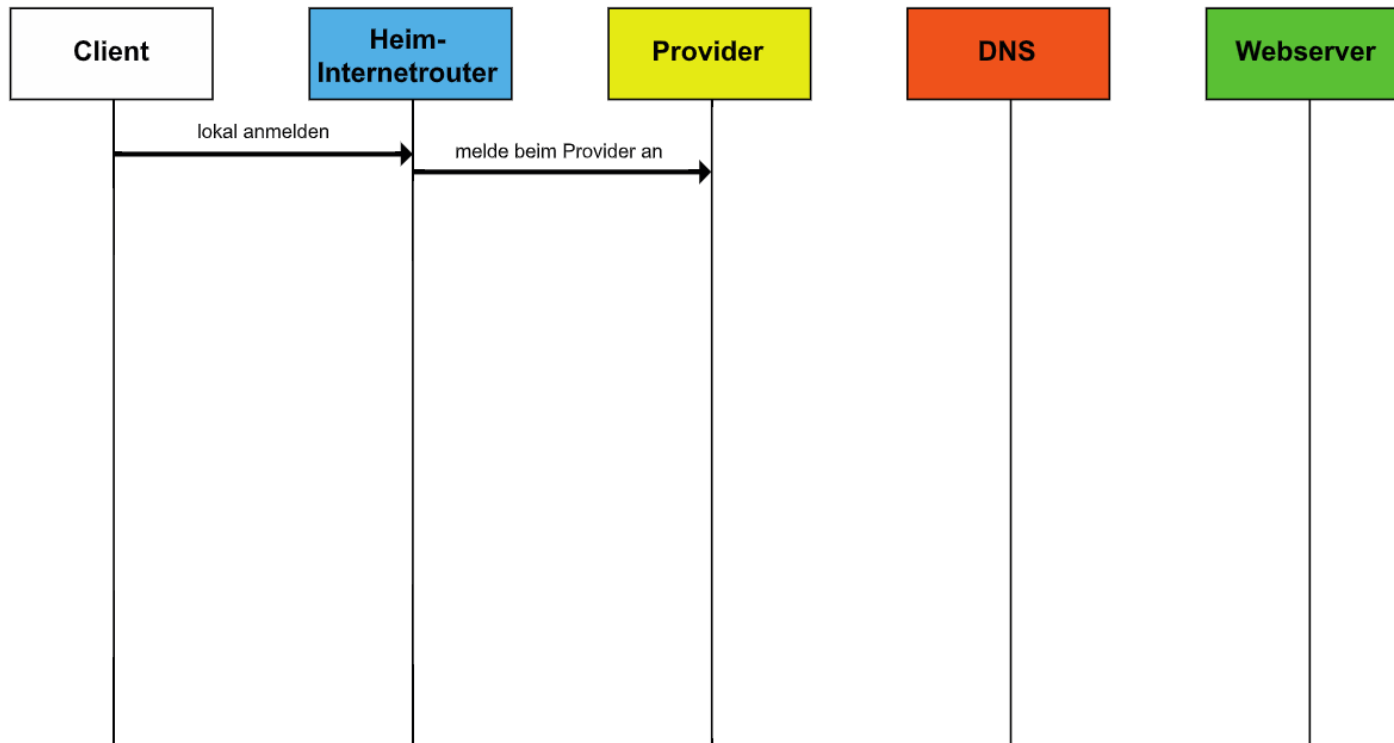 Client
Heim-
Internetrouter
Provider
DNS
Webserver
lokal anmelden
melde beim Provider an